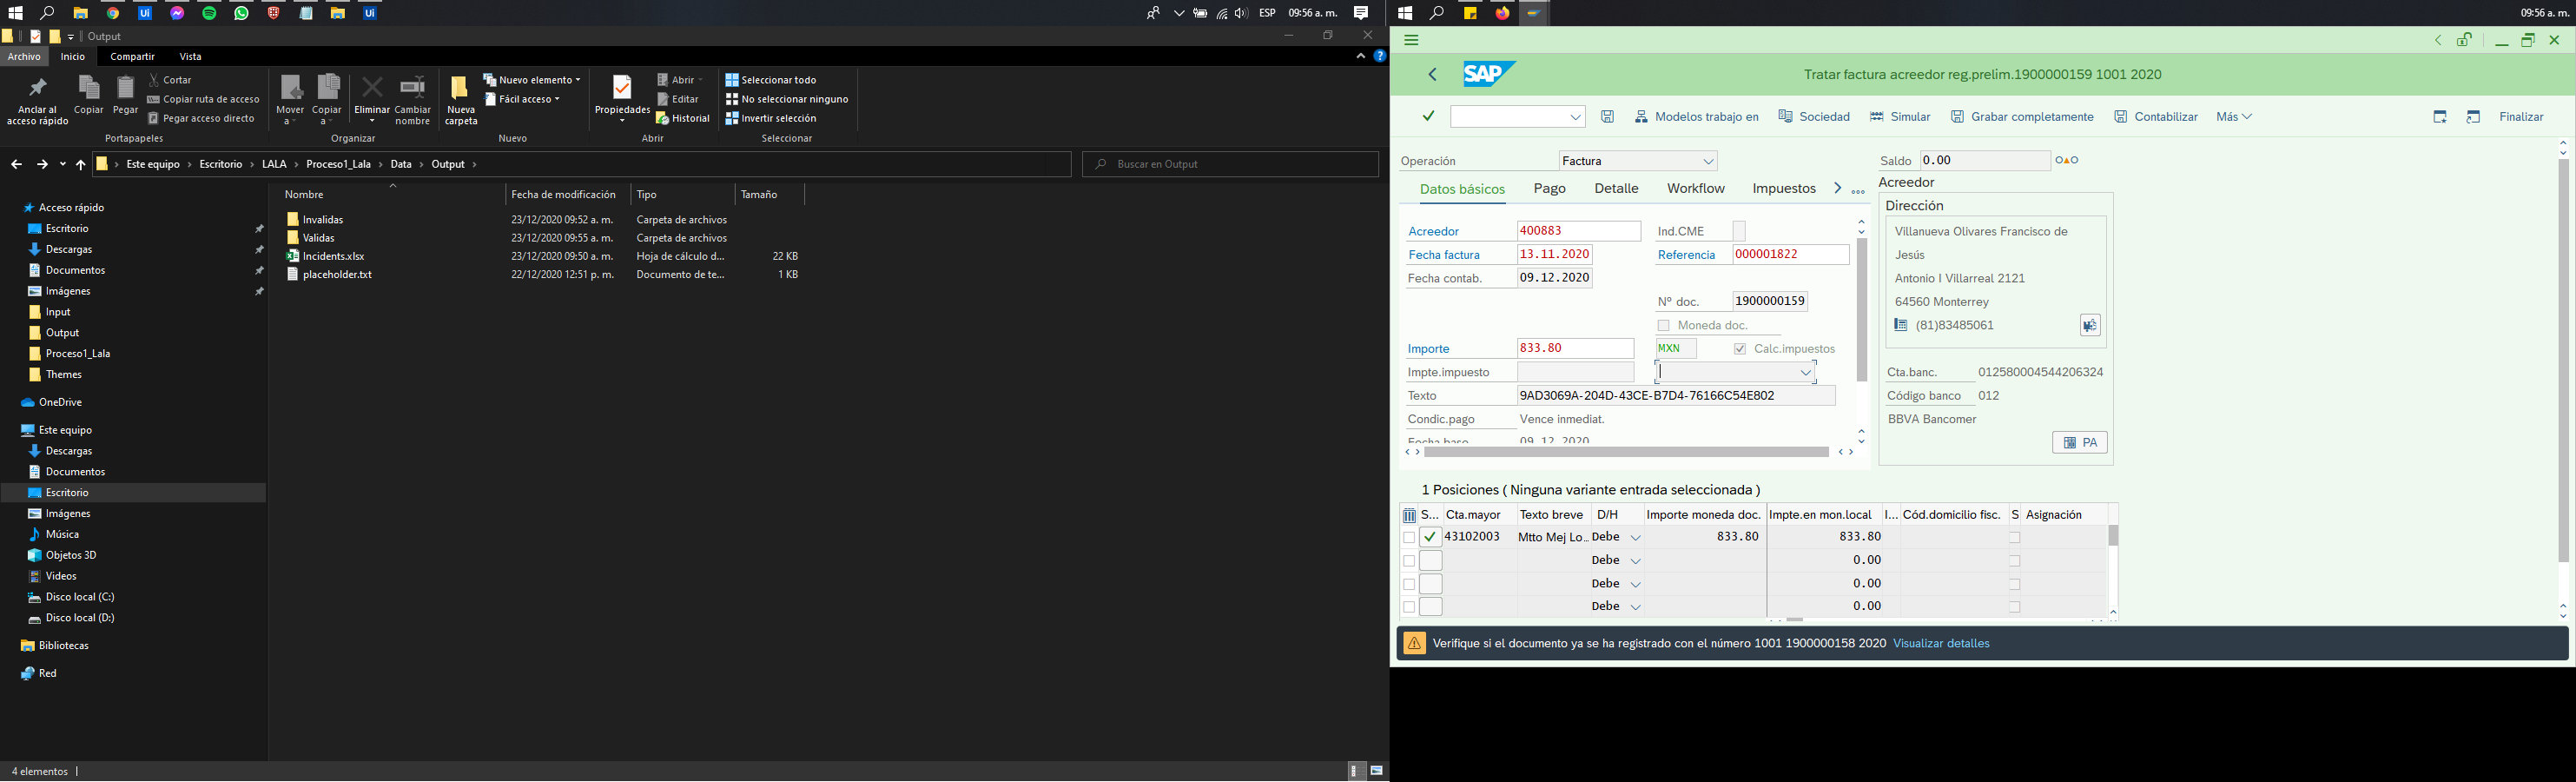 ESP 09:56 a. m.
09:56 a. m.
Output
Archivo Inicio Compartir Vista
Anclar al acceso rápido
Copiar
Pegar
Cortar
Copiar ruta de acceso
Pegar acceso directo
Portapapeles
Mover a
Copiar a
Eliminar
Cambiar nombre
Organizar
Nueva carpeta
Nuevo elemento
Fácil acceso
Nuevo
Propiedades
Abrir
Editar
Historial
Abrir
Seleccionar todo
No seleccionar ninguno
Invertir selección
Seleccionar
Este equipo > Escritorio > LALA > Proceso1_Lala > Data > Output >
Buscar en Output
Nombre Fecha de modificación Tipo Tamaño
Invalidas 23/12/2020 09:52 a. m. Carpeta de archivos
Validas 23/12/2020 09:55 a. m. Carpeta de archivos
Incidents.xlsx 23/12/2020 09:50 a. m. Hoja de cálculo d... 22 KB
placeholder.txt 22/12/2020 12:51 p. m. Documento de te... 1 KB
Acceso rápido
Escritorio
Descargas
Documentos
Imágenes
Input
Output
Proceso1_Lala
Themes
OneDrive
Este equipo
Descargas
Documentos
Escritorio
Imágenes
Música
Objetos 3D
Videos
Disco local (C:)
Disco local (D:)
Bibliotecas
Red
4 elementos
SAP
Tratar factura acreedor reg.prelim.1900000159 1001 2020
Modelos trabajo en Sociedad Simular Grabar completamente Contabilizar Más Finalizar
Operación Factura
Saldo 0.00
Datos básicos Pago Detalle Workflow Impuestos
Acreedor 400883 Ind.CME
Fecha factura 13.11.2020 Referencia 000001822
Fecha contab. 09.12.2020
Nº doc. 1900000159
Moneda doc.
Importe 833.80 MXN Calc.impuestos
Impte.impuesto
Texto 9AD3069A-204D-43CE-B7D4-76166C54E802
Condic.pago Vence inmediat.
Fecha base 09.12.2020
Acreedor
Dirección
Villanueva Olivares Francisco de
Jesús
Antonio I Villarreal 2121
64560 Monterrey
(81)83485061
Cta.banc. 012580004544206324
Código banco 012
BBVA Bancomer
PA
1 Posiciones ( Ninguna variante entrada seleccionada )
S... Cta.mayor Texto breve D/H Importe moneda doc. Impte.en mon.local I... Cód.domicilio fisc. S Asignación
43102003 Mtto Mej Lo... Debe 833.80 833.80
Debe 0.00
Debe 0.00
Debe 0.00
Verifique si el documento ya se ha registrado con el número 1001 1900000158 2020 Visualizar detalles